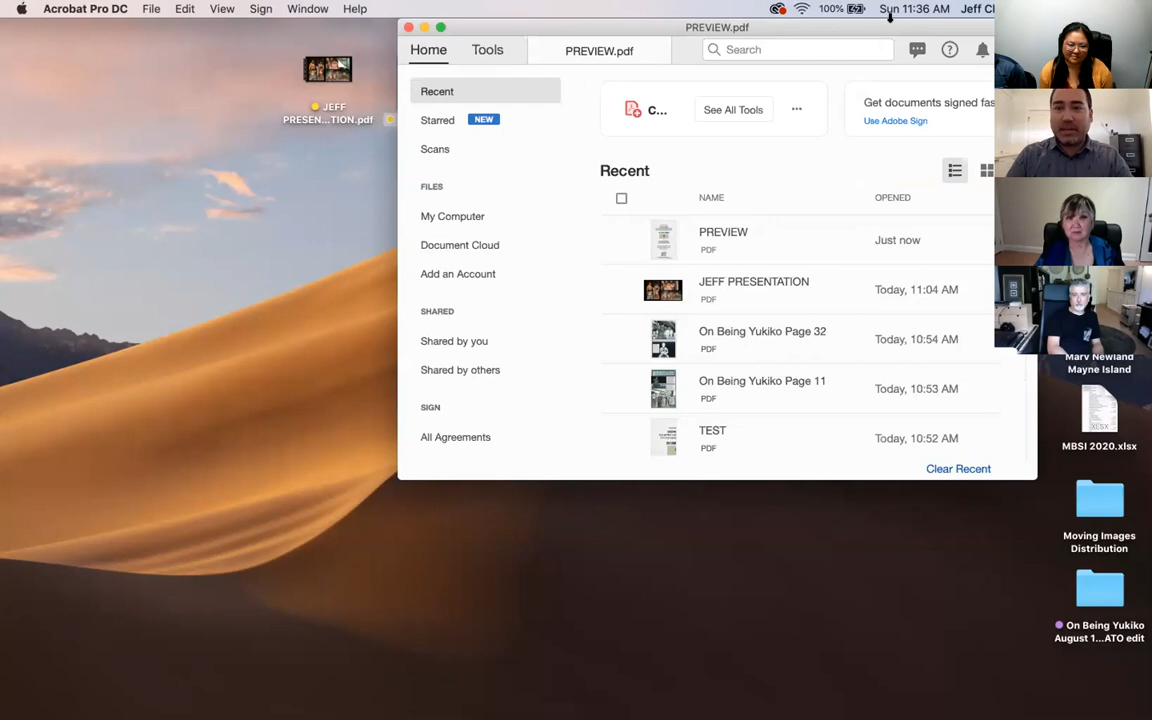 Acrobat Pro DC File Edit View Sign Window Help 100% Sun 11:36 AM Jeff
PREVIEW.pdf
Home Tools PREVIEW.pdf Search
Recent
Starred NEW
Scans
FILES
My Computer
Document Cloud
Add an Account
SHARED
Shared by you
Shared by others
SIGN
All Agreements
C... See All Tools ...
Get documents signed fas
Use Adobe Sign
Recent
NAME OPENED
PREVIEW
PDF
Just now
JEFF PRESENTATION
PDF
Today, 11:04 AM
On Being Yukiko Page 32
PDF
Today, 10:54 AM
On Being Yukiko Page 11
PDF
Today, 10:53 AM
TEST
PDF
Today, 10:52 AM
Clear Recent
JEFF
PRESEN...TION.pdf
Marv Newland
Mayne Island
XLSX
MBSI 2020.xlsx
Moving Images
Distribution
On Being Yukiko
August 1...ATO edit